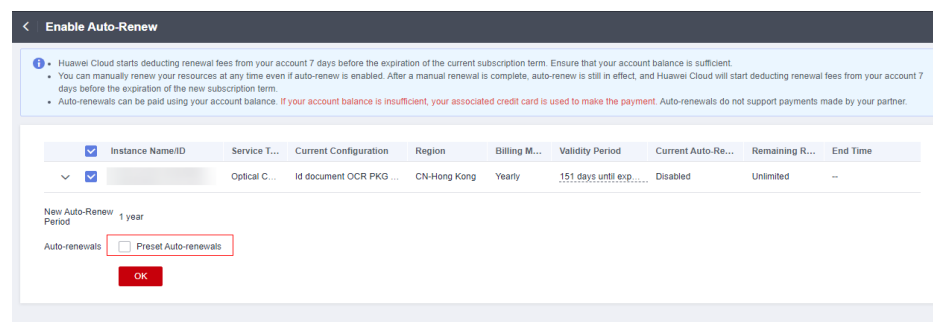 Enable Auto-Renew
Huawei Cloud starts deducting renewal fees from your account 7 days before the expiration of the current subscription term. Ensure that your account balance is sufficient.
You can manually renew your resources at any time even if auto-renew is enabled. After a manual renewal is complete, auto-renew is still in effect, and Huawei Cloud will start deducting renewal fees from your account 7
days before the expiration of the new subscription term.
Auto-renewals can be paid using your account balance. If your account balance is insufficient, your associated credit card is used to make the payment. Auto-renewals do not support payments made by your partner.
Instance Name/ID Service T... Current Configuration Region Billing M... Validity Period Current Auto-Re... Remaining R... End Time
Optical C... Id document OCR PKG ... CN-Hong Kong Yearly 151 days until exp... Disabled Unlimited --
New Auto-Renew
Period 1 year
Auto-renewals Preset Auto-renewals
OK